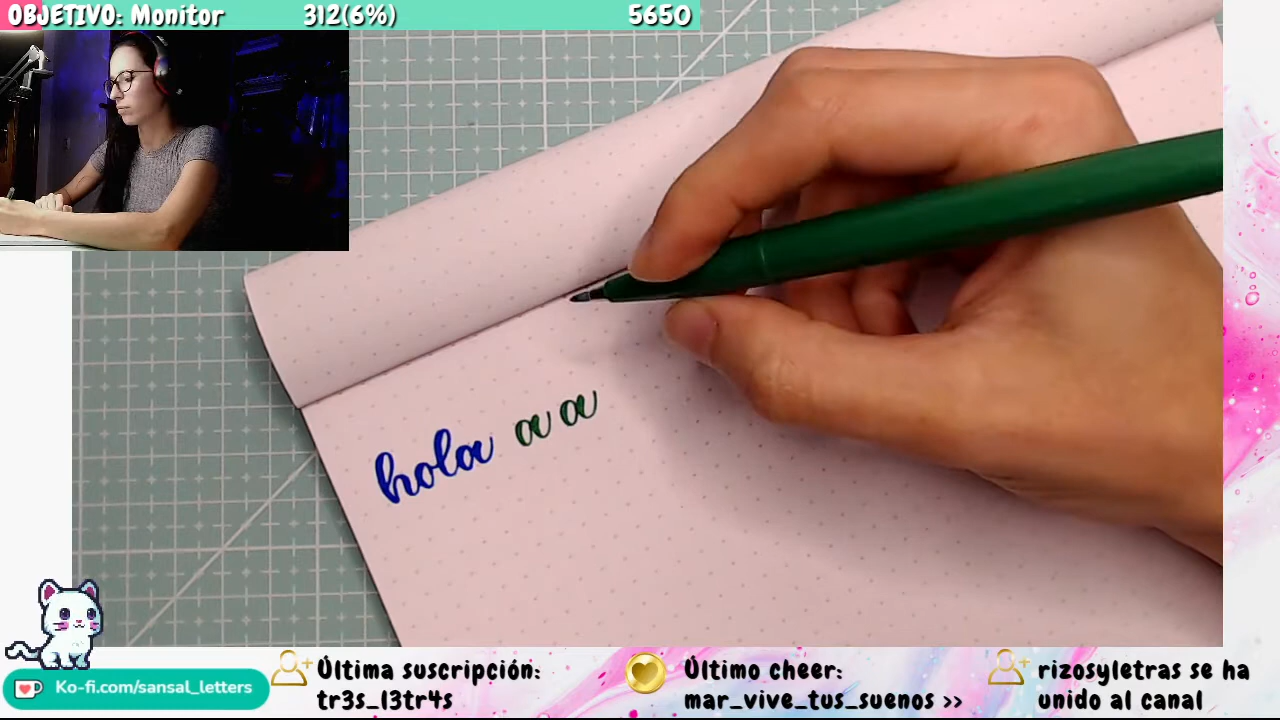 OBJETIVO: Monitor 312(6%) 5650
hola a a
Ko-fi.com/sansal_letters
Última suscripción:
tr3s_l3tr4s
Último cheer:
mar_vive_tus_suenos >>
rizosyletras se ha
unido al canal